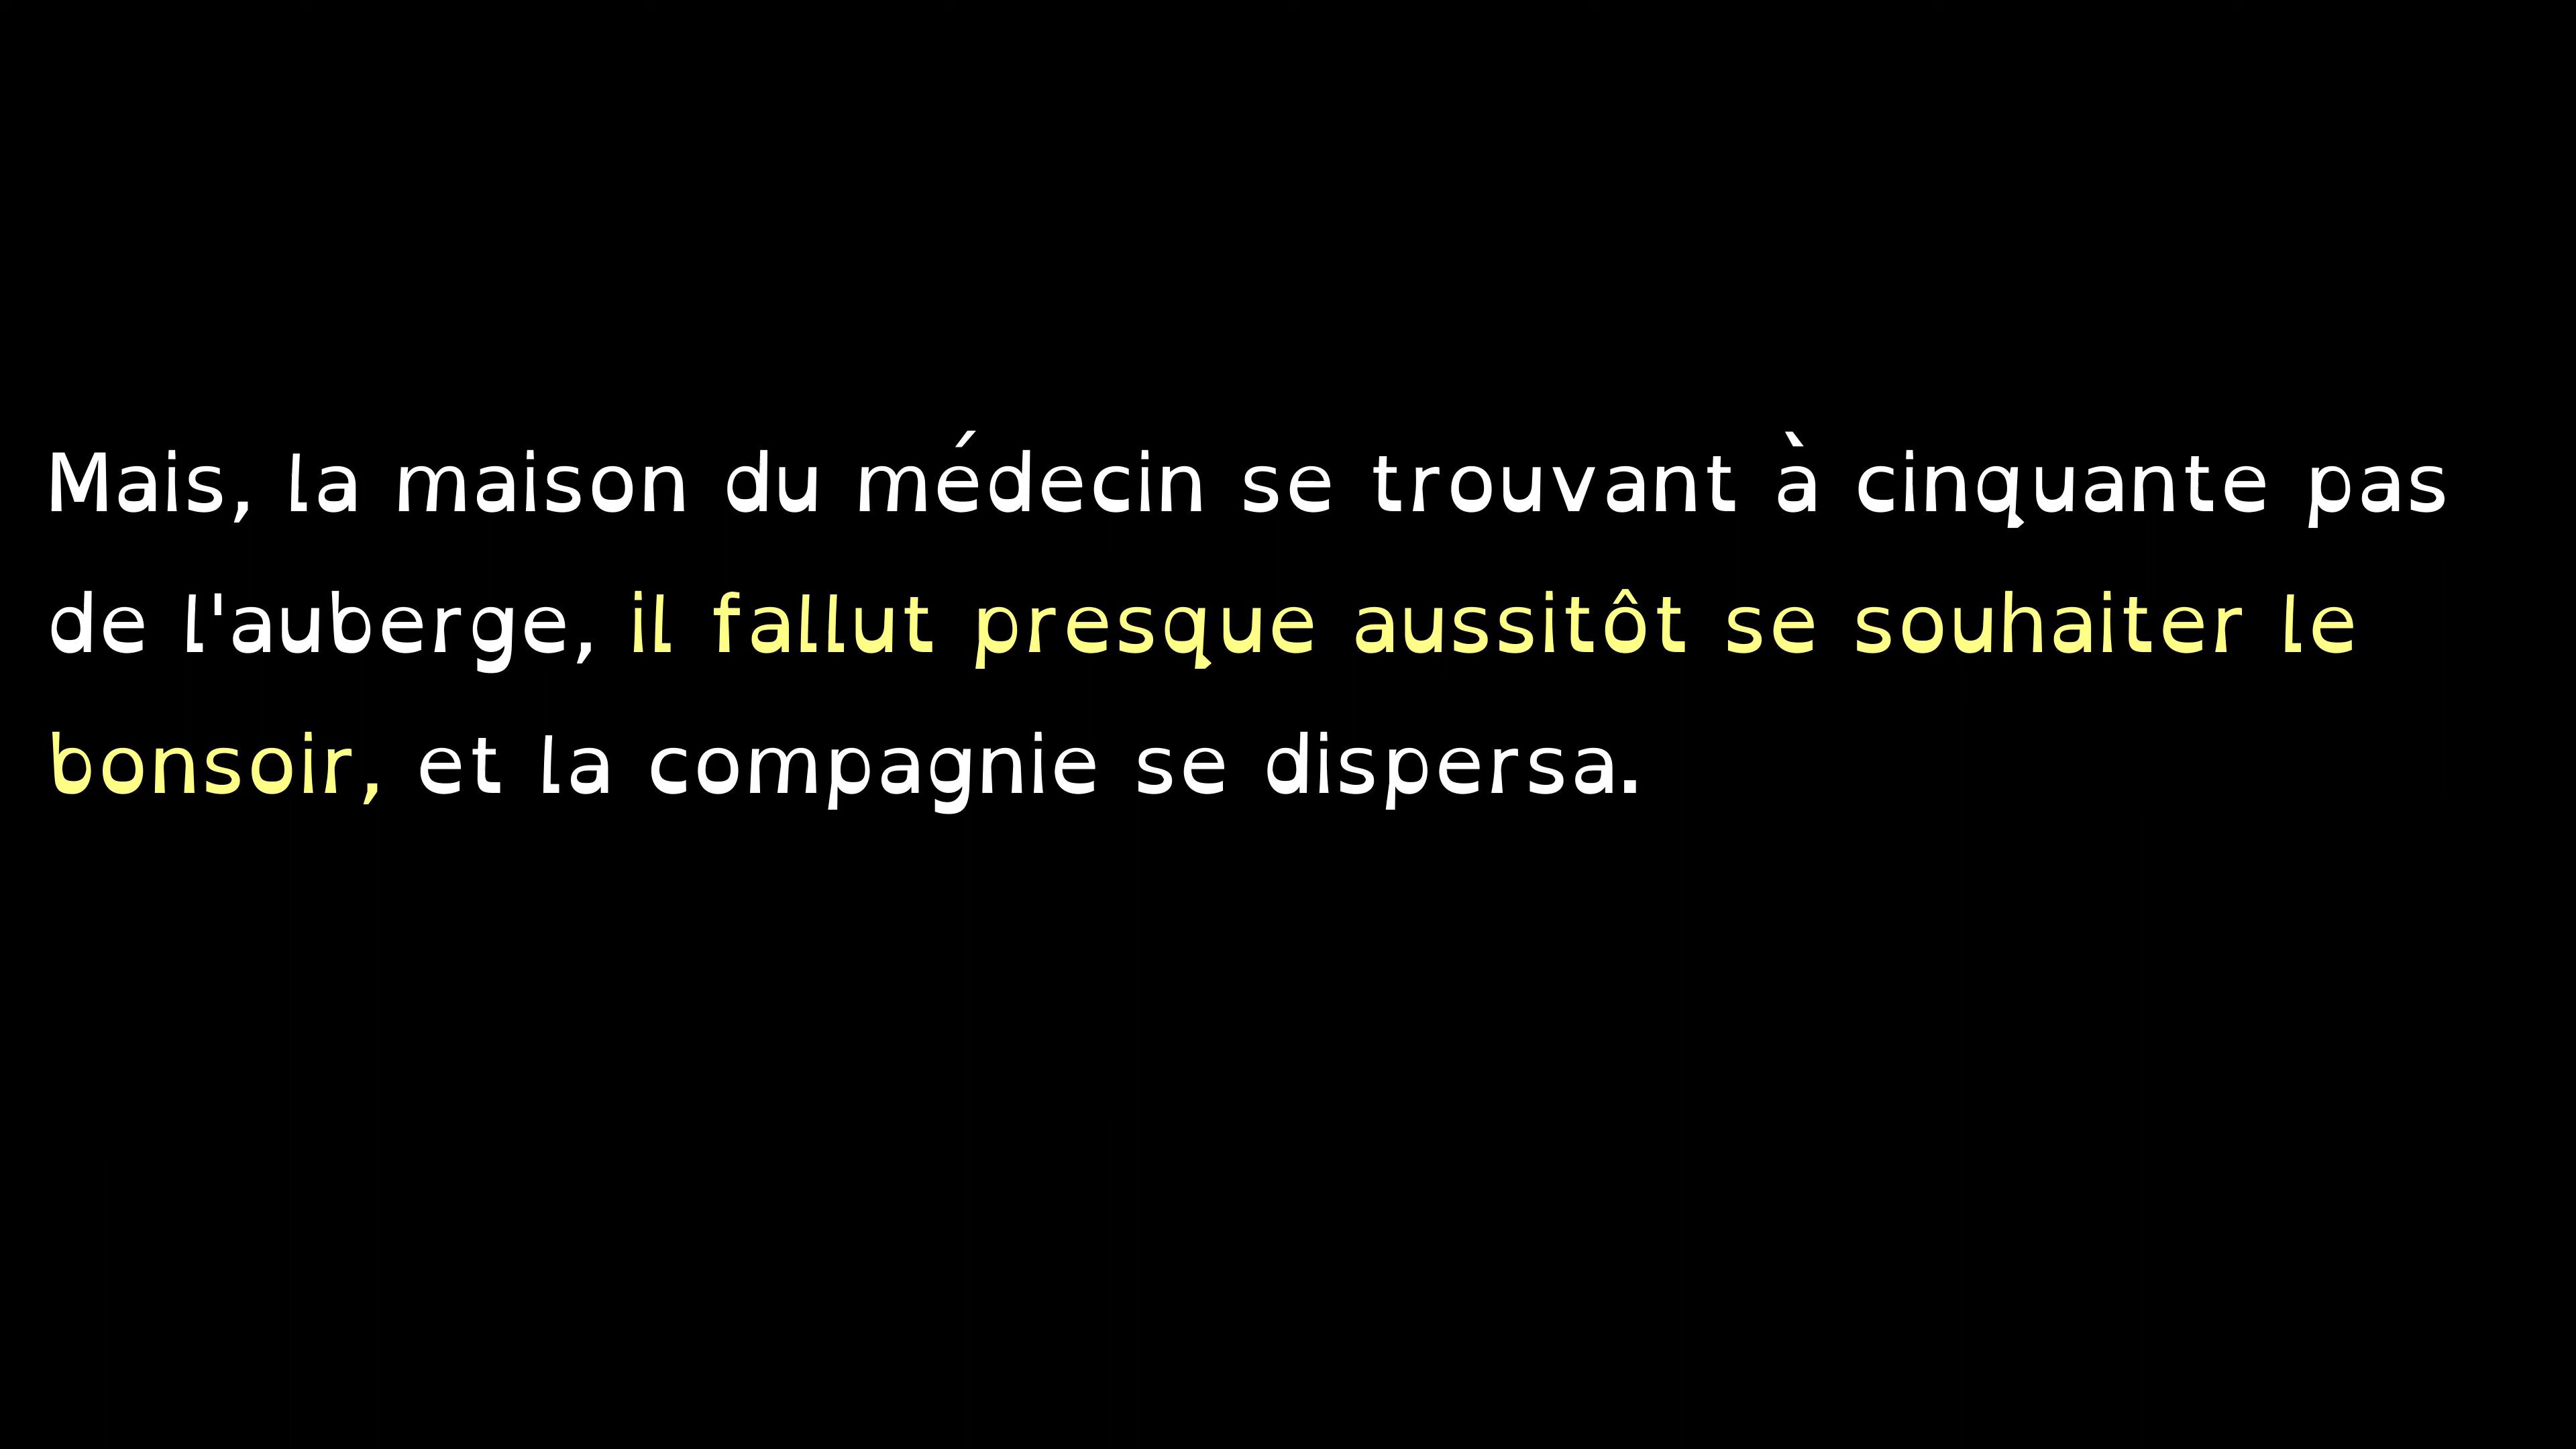 Mais, la maison du médecin se trouvant à cinquante pas
de l'auberge, il fallut presque aussitôt se souhaiter le
bonsoir, et la compagnie se dispersa.